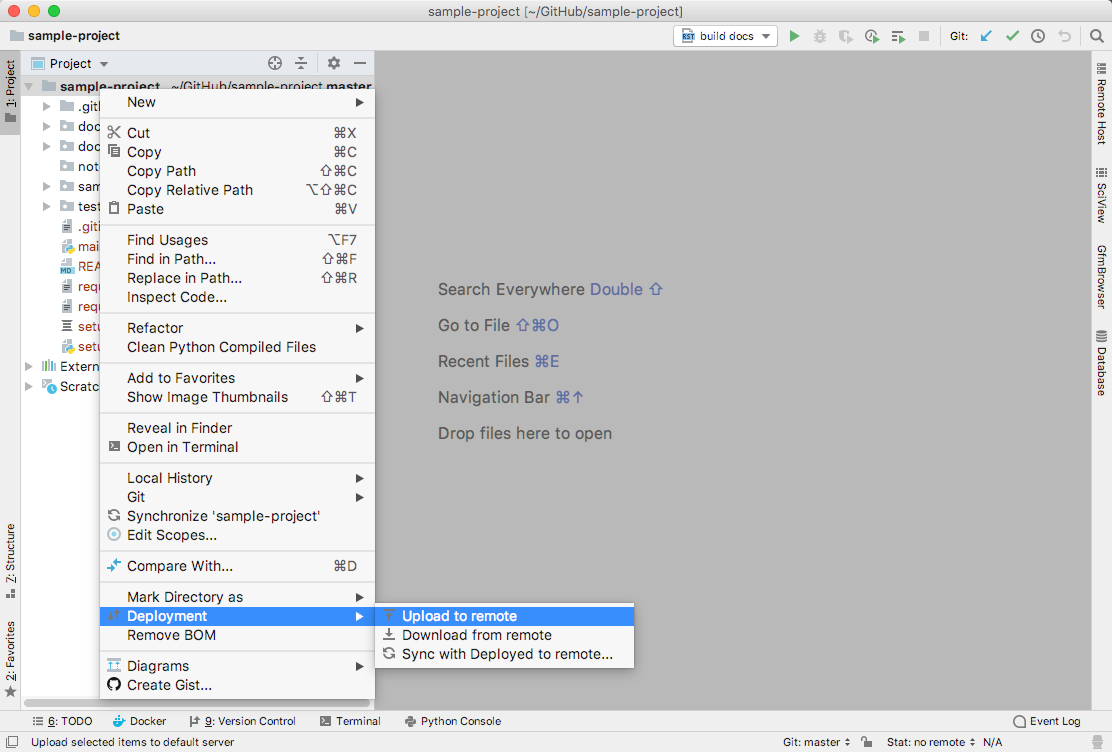 sample-project [~/GitHub/sample-project]
sample-project
RST build docs
Git:
Project
1: Project
sample-project ~/GitHub/sample-project master
.gitl
doc
doc
note
sam
test
.giti
mai
MD REA
requ
requ
setu
setu
Extern
Scratc
New
Cut ⌘X
Copy ⌘C
Copy Path ⇧⌘C
Copy Relative Path ⌥⇧⌘C
Paste ⌘V
Find Usages ⌥F7
Find in Path... ⇧⌘F
Replace in Path... ⇧⌘R
Inspect Code...
Refactor
Clean Python Compiled Files
Add to Favorites
Show Image Thumbnails ⇧⌘T
Reveal in Finder
Open in Terminal
Local History
Git
Synchronize 'sample-project'
Edit Scopes...
Compare With... ⌘D
Mark Directory as
Deployment
Remove BOM
Diagrams
Create Gist...
Upload to remote
Download from remote
Sync with Deployed to remote...
Search Everywhere Double ⇧
Go to File ⇧⌘O
Recent Files ⌘E
Navigation Bar ⌘↑
Drop files here to open
Remote Host
SciView
GfmBrowser
Database
Z: Structure
2: Favorites
6: TODO
Docker
9: Version Control
Terminal
Python Console
Event Log
Upload selected items to default server
Git: master
Stat: no remote
N/A